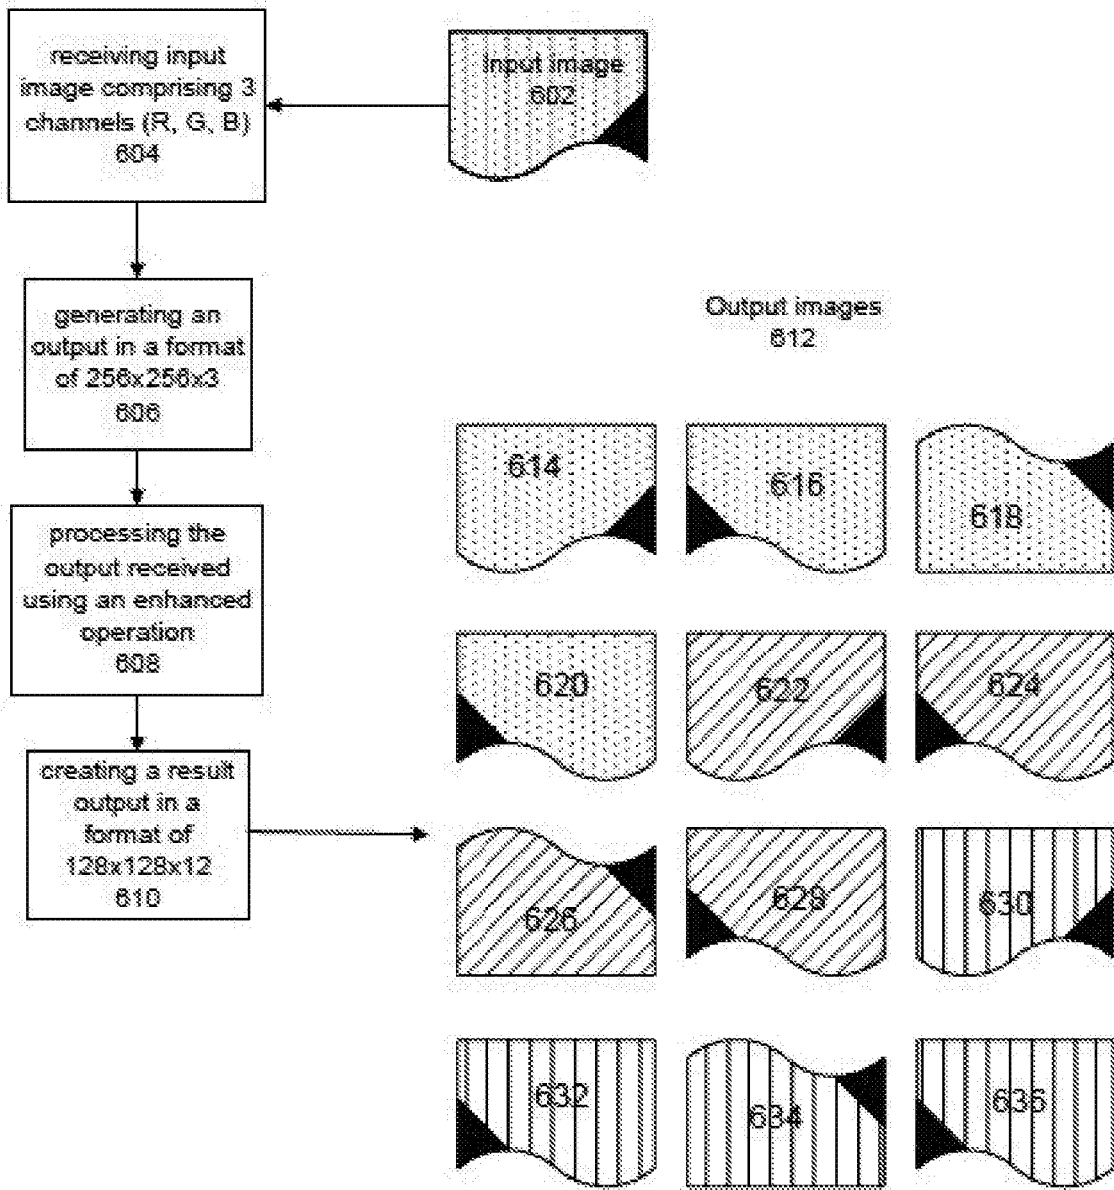 receiving input
image comprising 3
channels (R, G, B)
604
Input image
602
generating an
output in a format
of 256x256x3
606
Output images
612
processing the
output received
using an enhanced
operation
608
creating a result
output in a
format of
128x128x12
610
614
616
618
620
622
624
626
628
630
632
634
636